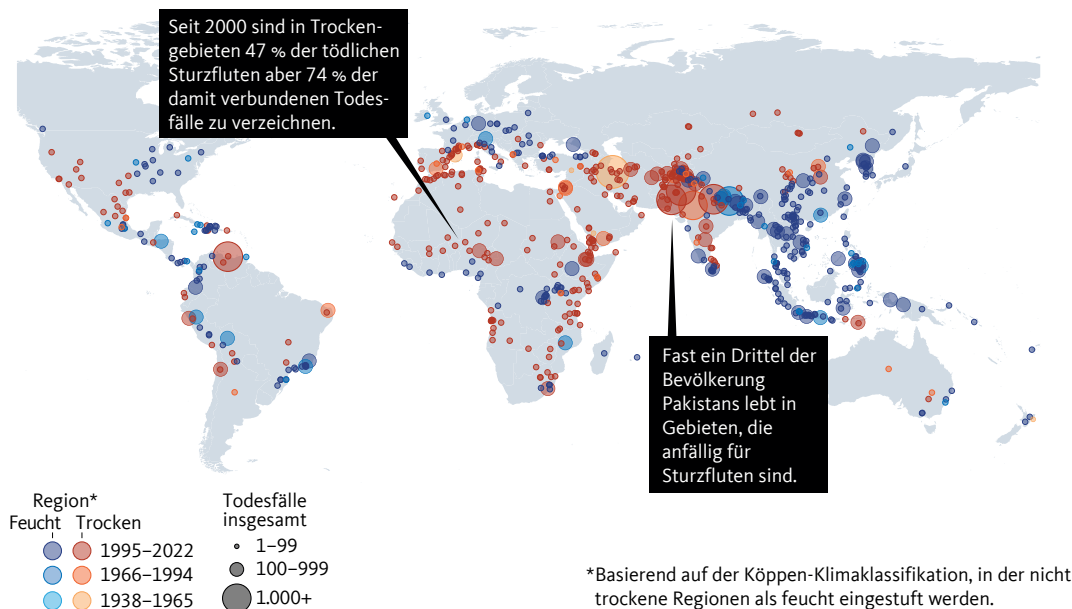 Seit 2000 sind in Trocken-
gebieten 47 % der tödlichen
Sturzfluten aber 74 % der
damit verbundenen Todes-
fälle zu verzeichnen.
Fast ein Drittel der
Bevölkerung
Pakistans lebt in
Gebieten, die
anfällig für
Sturzfluten sind.
Region*
Feucht Trocken
1995–2022
1966–1994
1938–1965
Todesfälle
insgesamt
1–99
100–999
1.000+
*Basierend auf der Köppen-Klimaklassifikation, in der nicht
trockene Regionen als feucht eingestuft werden.